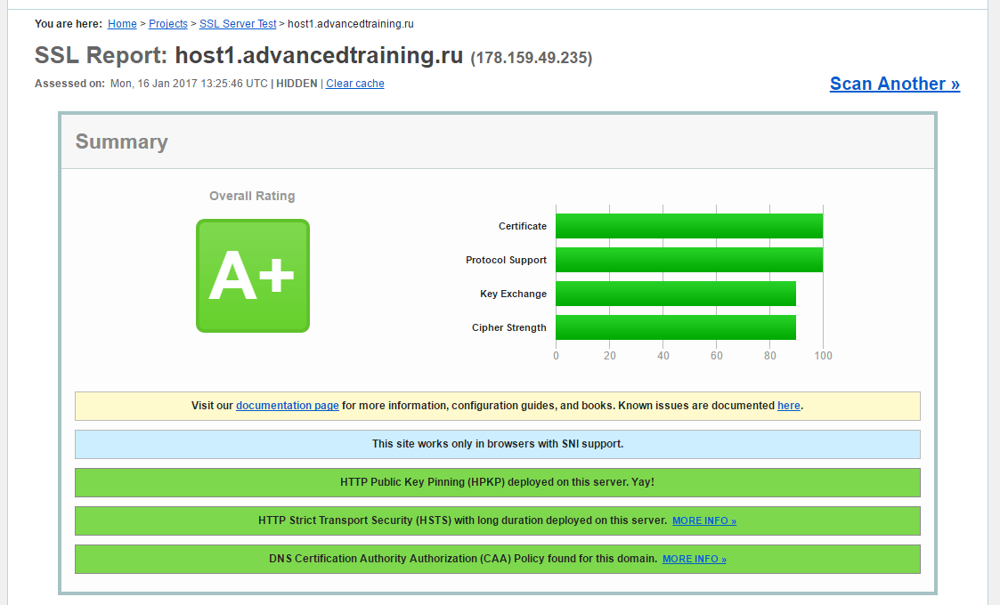 You are here: Home > Projects > SSL Server Test > host1.advancedtraining.ru
SSL Report: host1.advancedtraining.ru (178.159.49.235)
Assessed on: Mon, 16 Jan 2017 13:25:46 UTC | HIDDEN | Clear cache
Scan Another »
Summary
Overall Rating
A+
Certificate
Protocol Support
Key Exchange
Cipher Strength
0 20 40 60 80 100
Visit our documentation page for more information, configuration guides, and books. Known issues are documented here.
This site works only in browsers with SNI support.
HTTP Public Key Pinning (HPKP) deployed on this server. Yay!
HTTP Strict Transport Security (HSTS) with long duration deployed on this server. MORE INFO »
DNS Certification Authority Authorization (CAA) Policy found for this domain. MORE INFO »